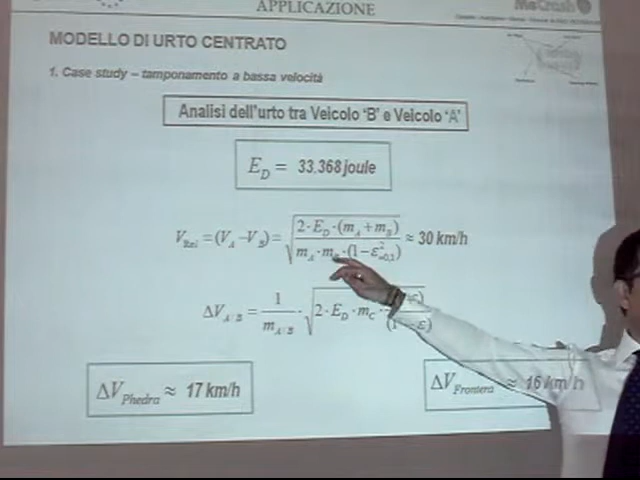 APPLICAZIONE
MODELLO DI URTO CENTRATO
1. Case study – tamponamento a bassa velocità
Analisi dell'urto tra Veicolo 'B' e Veicolo 'A'
E_D = 33.368 joule
V_Rel = (V_A - V_B) = √(2·E_D·(m_A + m_B) / m_A·m_B·(1-ε²_=0,1)) ≈ 30 km/h
ΔV_A/B = 1/m_A/B · √(2·E_D·m_C · ε) / (1-ε)
ΔV_Phedra ≈ 17 km/h
ΔV_Frontera ≈ 16 km/h